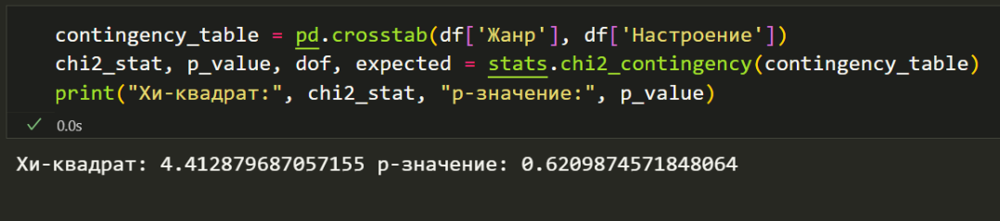 contingency_table = pd.crosstab(df['Жанр'], df['Настроение'])
chi2_stat, p_value, dof, expected = stats.chi2_contingency(contingency_table)
print("Хи-квадрат:", chi2_stat, "p-значение:", p_value)
0.0s
Хи-квадрат: 4.412879687057155 p-значение: 0.6209874571848064